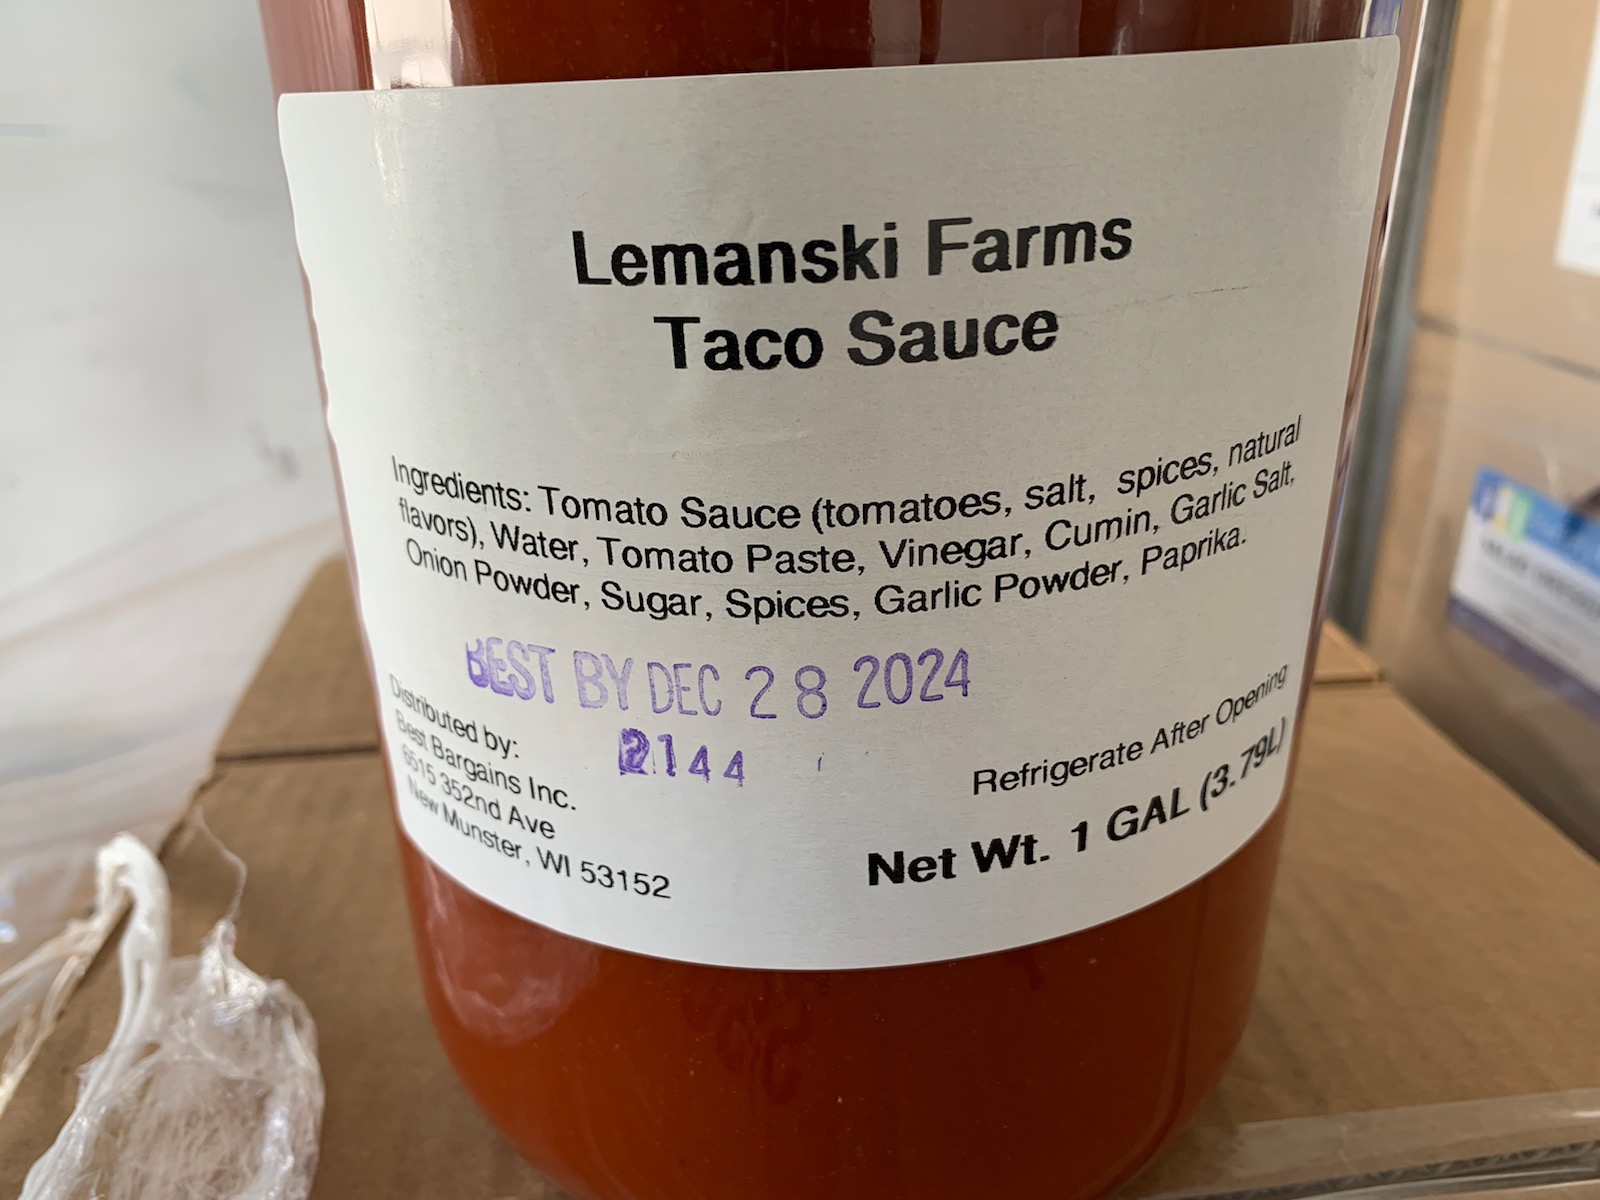 Lemanski Farms
Taco Sauce
Ingredients: Tomato Sauce (tomatoes, salt, spices, natural
flavors), Water, Tomato Paste, Vinegar, Cumin, Garlic Salt,
Onion Powder, Sugar, Spices, Garlic Powder, Paprika.
BEST BY DEC 28 2024
2144
Distributed by:
Best Bargains Inc.
6515 352nd Ave
New Munster, WI 53152
Refrigerate After Opening
Net Wt. 1 GAL (3.79L)